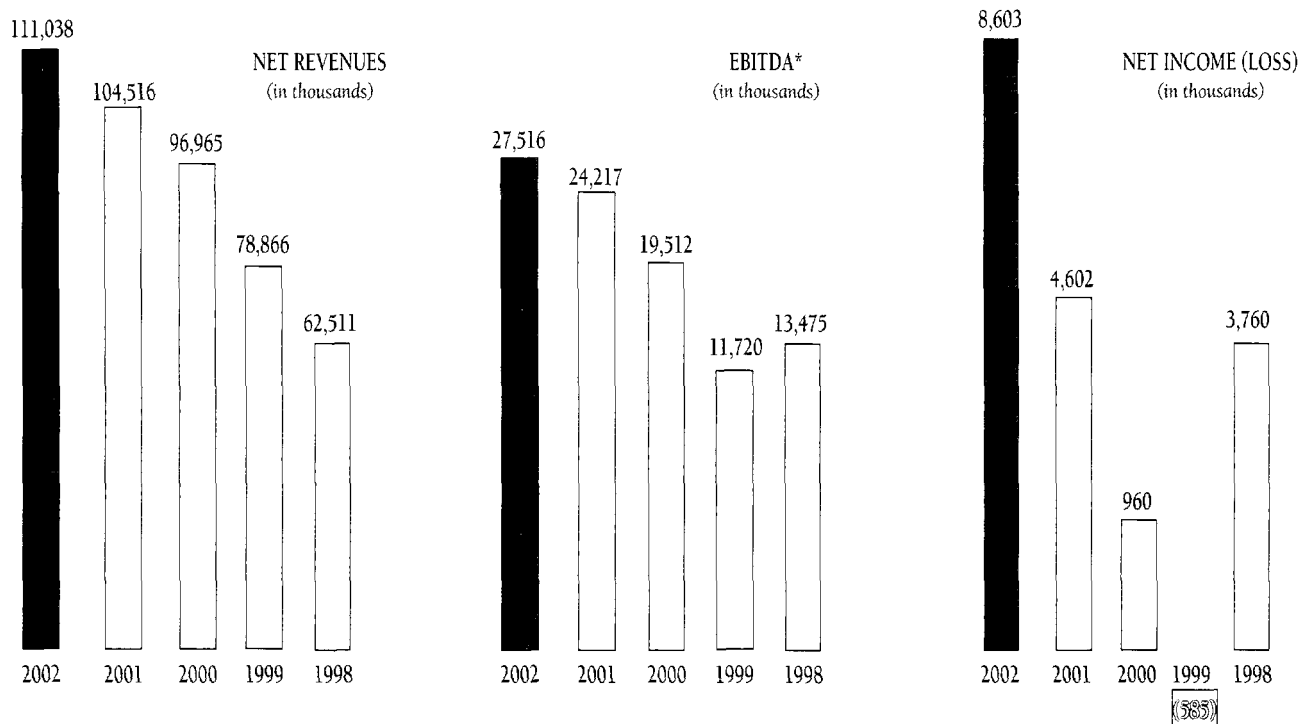 NET REVENUES
(in thousands)
111,038
104,516
96,965
78,866
62,511
2002 2001 2000 1999 1998
EBITDA*
(in thousands)
27,516
24,217
19,512
11,720
13,475
2002 2001 2000 1999 1998
NET INCOME (LOSS)
(in thousands)
8,603
4,602
960
3,760
2002 2001 2000 1999 1998
(585)